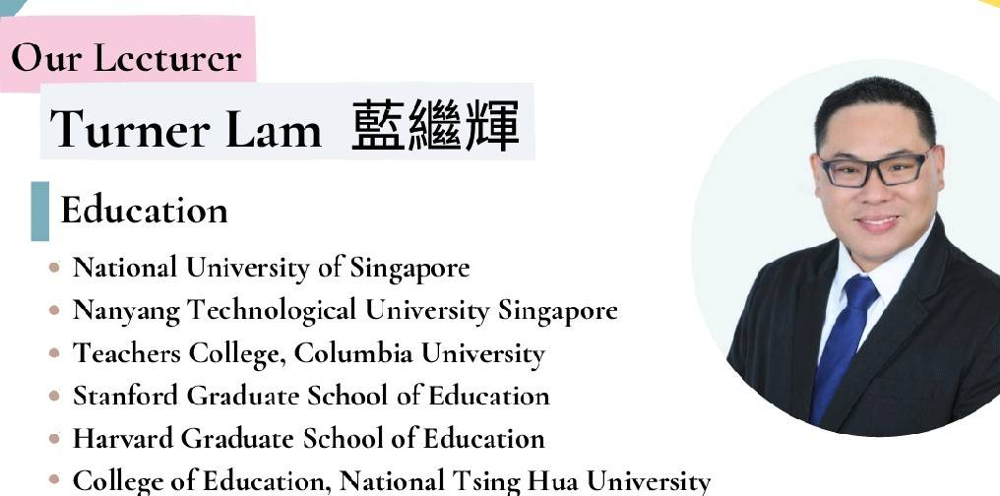 Our Lecturer
Turner Lam 藍繼輝
Education
• National University of Singapore
• Nanyang Technological University Singapore
• Teachers College, Columbia University
• Stanford Graduate School of Education
• Harvard Graduate School of Education
• College of Education, National Tsing Hua University